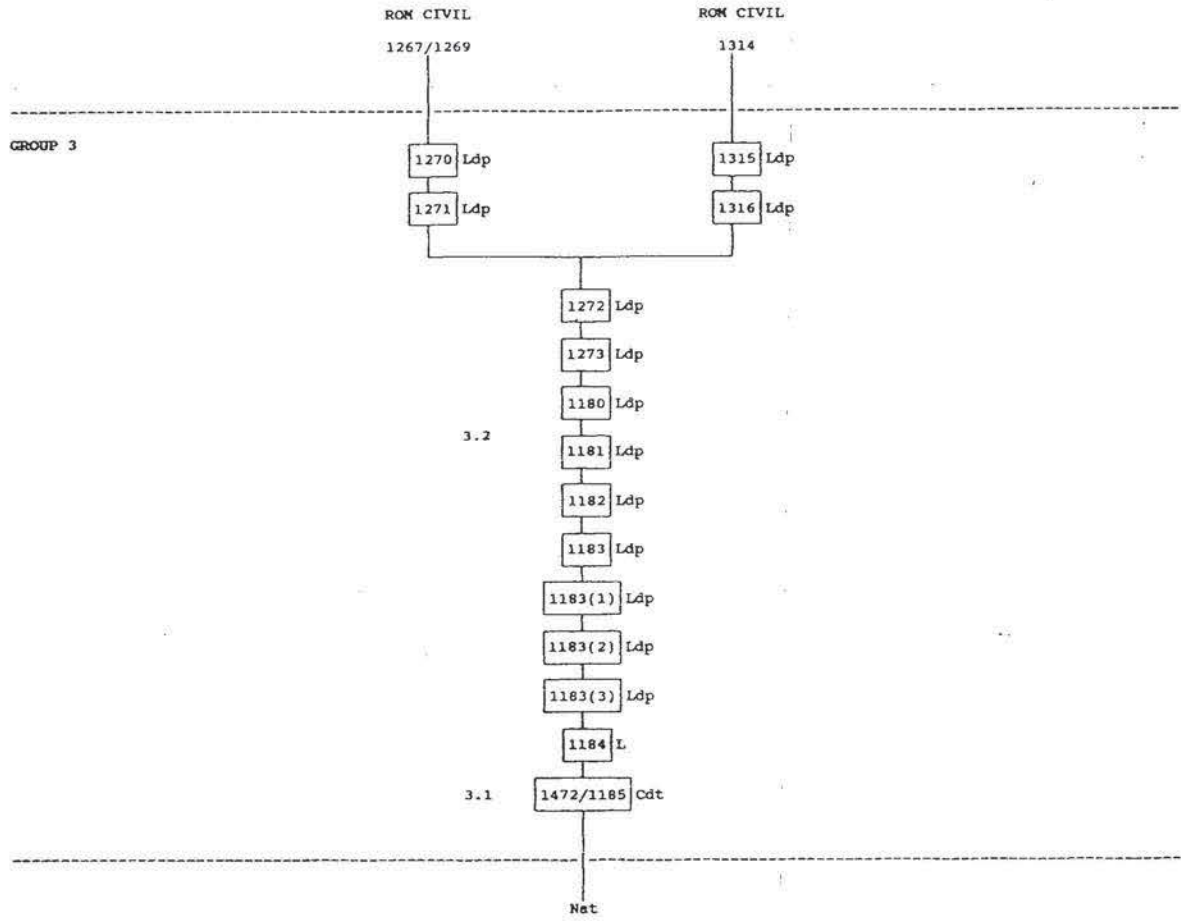 ROM CIVIL ROM CIVIL
1267/1269 1314
GROUP 3
1270 Ldp 1315 Ldp
1271 Ldp 1316 Ldp
1272 Ldp
1273 Ldp
1180 Ldp
3.2
1181 Ldp
1182 Ldp
1183 Ldp
1183(1) Ldp
1183(2) Ldp
1183(3) Ldp
1184 L
3.1 1472/1185 Cdt
Nat